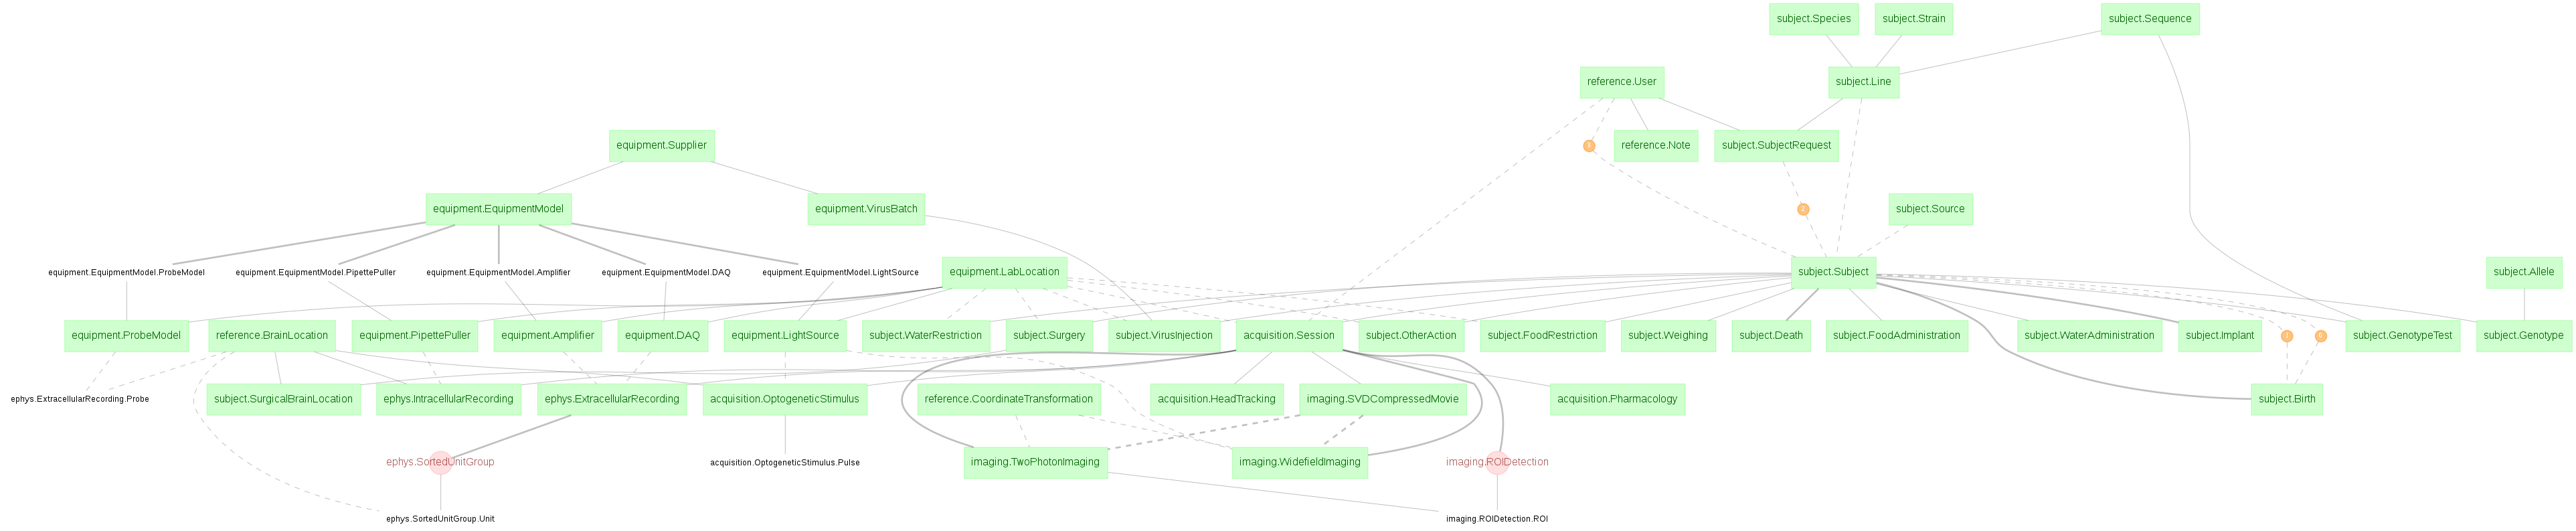 subject.Species
subject.Strain
subject.Sequence
reference.User
subject.Line
equipment.Supplier
reference.Note
subject.SubjectRequest
equipment.EquipmentModel
equipment.VirusBatch
subject.Source
equipment.EquipmentModel.ProbeModel
equipment.EquipmentModel.PipettePuller
equipment.EquipmentModel.Amplifier
equipment.EquipmentModel.DAQ
equipment.EquipmentModel.LightSource
equipment.LabLocation
subject.Subject
subject.Allele
equipment.ProbeModel
reference.BrainLocation
equipment.PipettePuller
equipment.Amplifier
equipment.DAQ
equipment.LightSource
subject.WaterRestriction
subject.Surgery
subject.VirusInjection
acquisition.Session
subject.OtherAction
subject.FoodRestriction
subject.Weighing
subject.Death
subject.FoodAdministration
subject.WaterAdministration
subject.Implant
subject.GenotypeTest
subject.Genotype
ephys.ExtracellularRecording.Probe
subject.SurgicalBrainLocation
ephys.IntracellularRecording
ephys.ExtracellularRecording
acquisition.OptogeneticStimulus
reference.CoordinateTransformation
acquisition.HeadTracking
imaging.SVDCompressedMovie
acquisition.Pharmacology
subject.Birth
ephys.SortedUnitGroup
acquisition.OptogeneticStimulus.Pulse
imaging.TwoPhotonImaging
imaging.WidefieldImaging
imaging.ROIDetection
ephys.SortedUnitGroup.Unit
imaging.ROIDetection.ROI